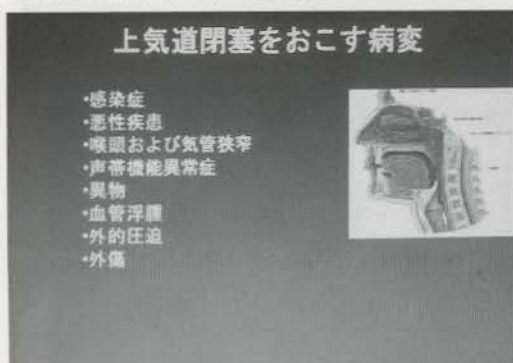 上気道閉塞をおこす病変
・感染症
・悪性疾患
・喉頭および気管狭窄
・声帯機能異常症
・異物
・血管浮腫
・外的圧迫
・外傷